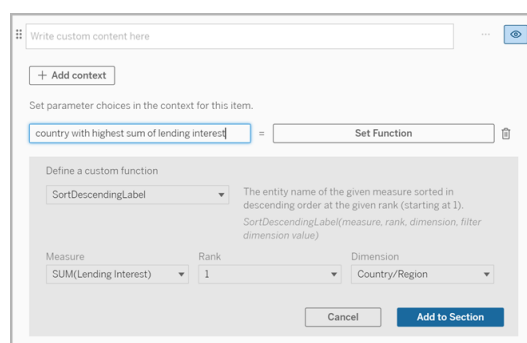 Write custom content here
+ Add context
Set parameter choices in the context for this item.
country with highest sum of lending interest = Set Function
Define a custom function
SortDescendingLabel
The entity name of the given measure sorted in
descending order at the given rank (starting at 1).
SortDescendingLabel(measure, rank, dimension, filter
dimension value)
Measure Rank Dimension
SUM(Lending Interest) 1 Country/Region
Cancel Add to Section